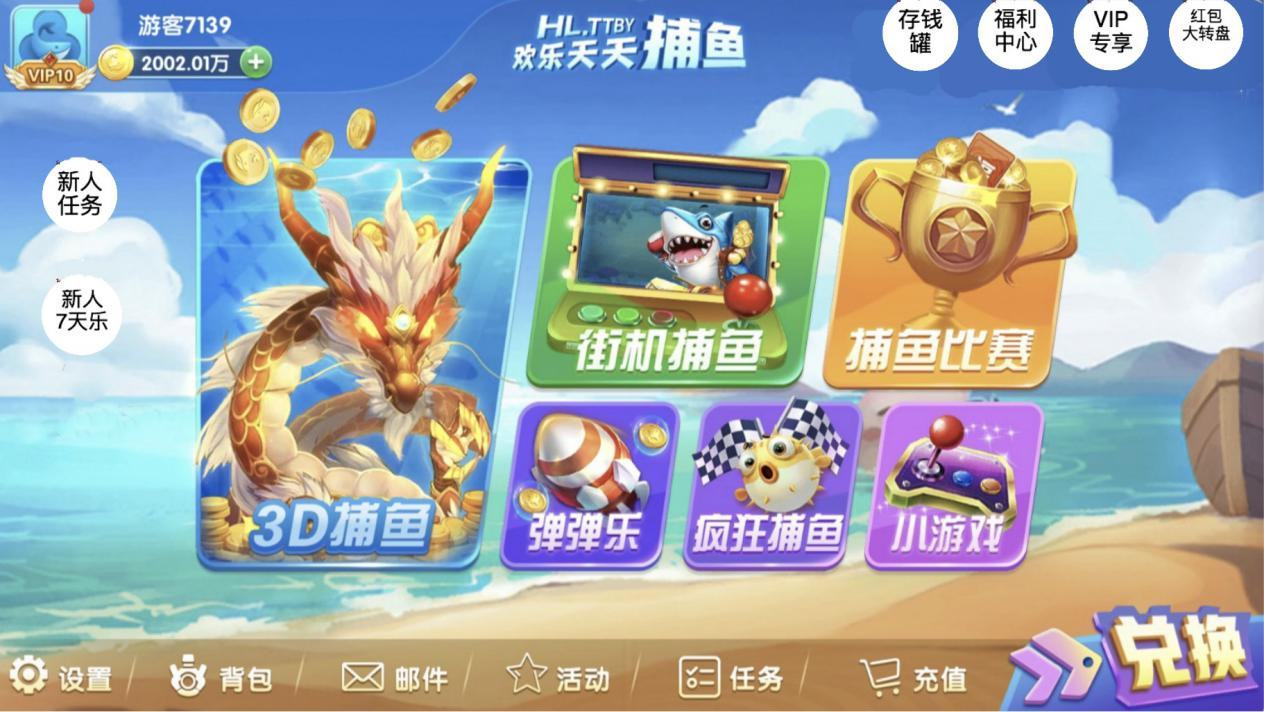 游客7139
VIP10
2002.01万
HL.TTBY
欢乐天天捕鱼
存钱
罐
福利
中心
VIP
专享
红包
大转盘
新人
任务
新人
7天乐
3D捕鱼
街机捕鱼
捕鱼比赛
弹弹乐
疯狂捕鱼
小游戏
设置
背包
邮件
活动
任务
充值
兑换